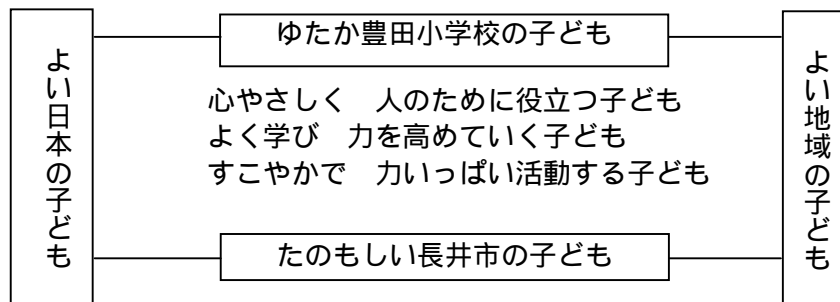 ゆたか豊田小学校の子ども
よい日本の子ども
心やさしく　人のために役立つ子ども
よく学び　力を高めていく子ども
すこやかで　力いっぱい活動する子ども
よい地域の子ども
たのもしい長井市の子ども